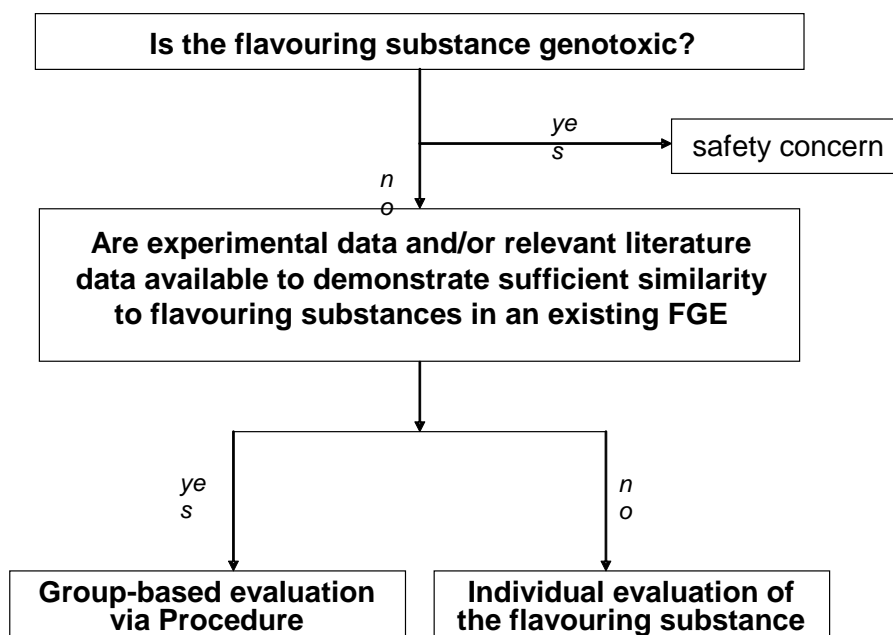 Is the flavouring substance genotoxic?
ye
s
safety concern
n
o
Are experimental data and/or relevant literature
data available to demonstrate sufficient similarity
to flavouring substances in an existing FGE
ye
s
n
o
Group-based evaluation
via Procedure
Individual evaluation of
the flavouring substance